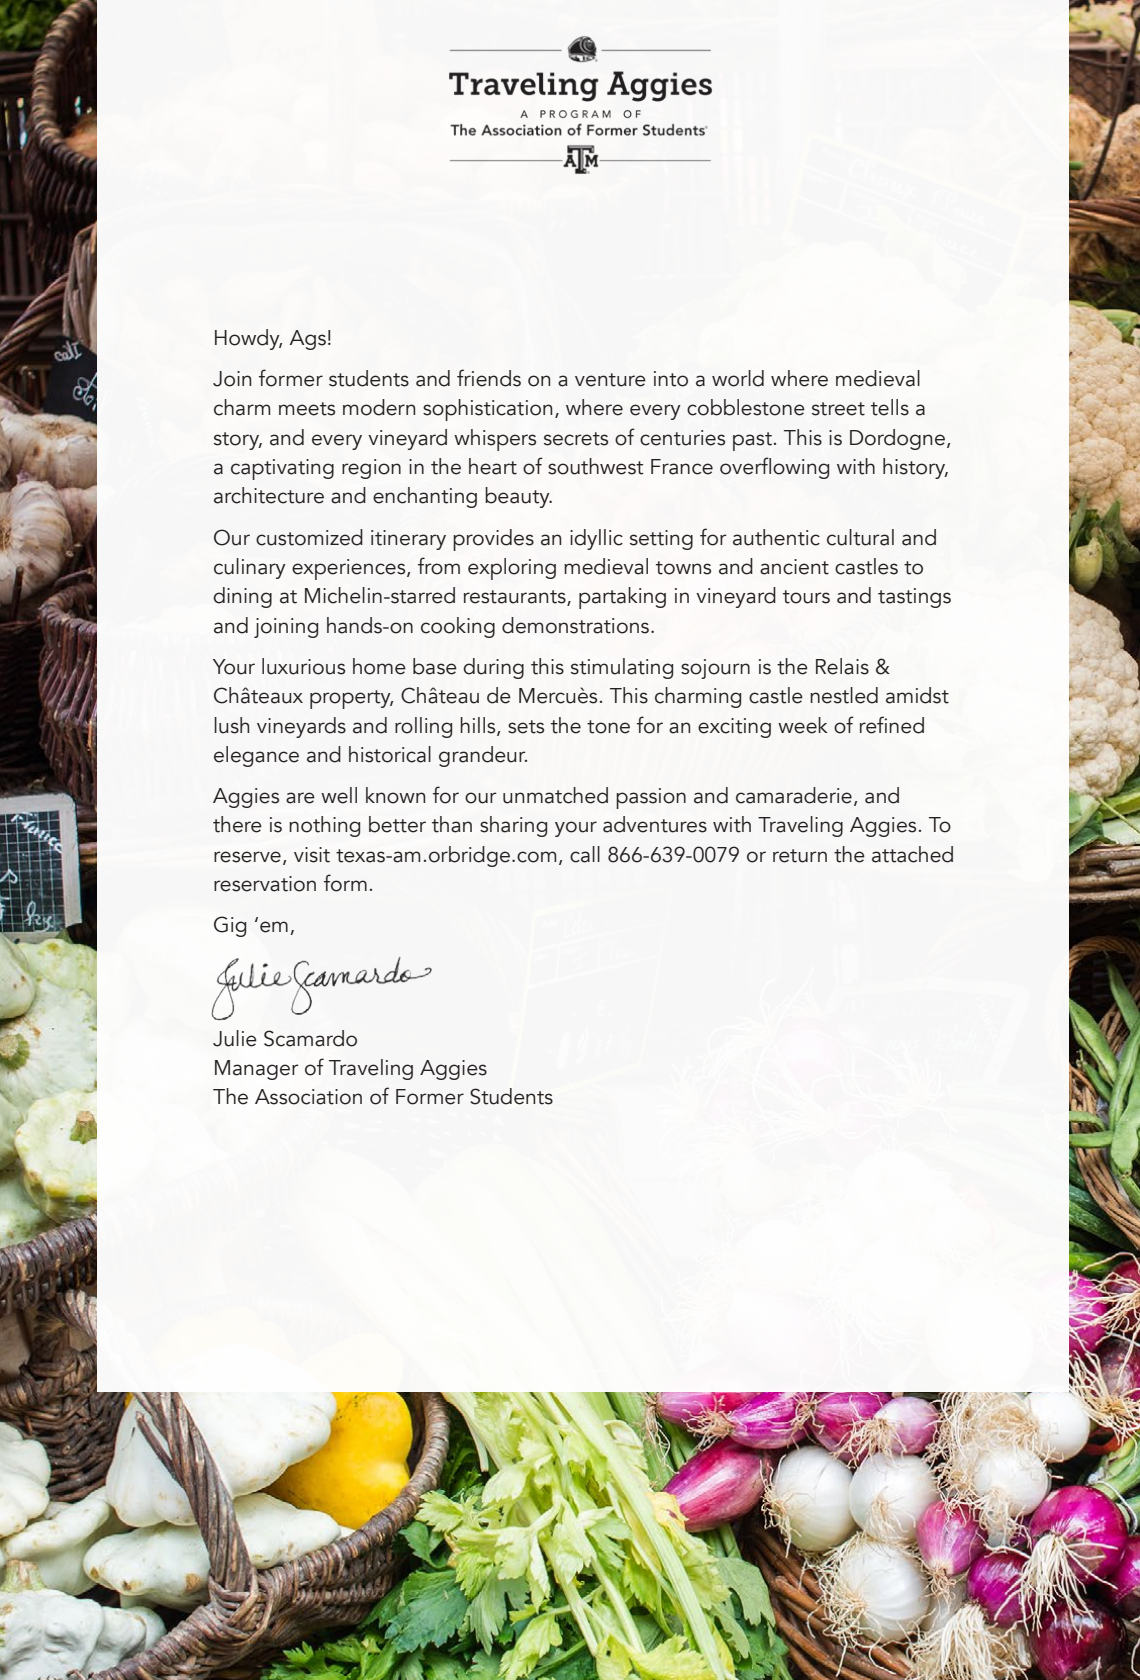 Traveling Aggies
A PROGRAM OF
The Association of Former Students®
ATM
Howdy, Ags!
Join former students and friends on a venture into a world where medieval
charm meets modern sophistication, where every cobblestone street tells a
story, and every vineyard whispers secrets of centuries past. This is Dordogne,
a captivating region in the heart of southwest France overflowing with history,
architecture and enchanting beauty.
Our customized itinerary provides an idyllic setting for authentic cultural and
culinary experiences, from exploring medieval towns and ancient castles to
dining at Michelin-starred restaurants, partaking in vineyard tours and tastings
and joining hands-on cooking demonstrations.
Your luxurious home base during this stimulating sojourn is the Relais &
Châteaux property, Château de Mercuès. This charming castle nestled amidst
lush vineyards and rolling hills, sets the tone for an exciting week of refined
elegance and historical grandeur.
Aggies are well known for our unmatched passion and camaraderie, and
there is nothing better than sharing your adventures with Traveling Aggies. To
reserve, visit texas-am.orbridge.com, call 866-639-0079 or return the attached
reservation form.
Gig ’em,
Julie Scamardo
Julie Scamardo
Manager of Traveling Aggies
The Association of Former Students